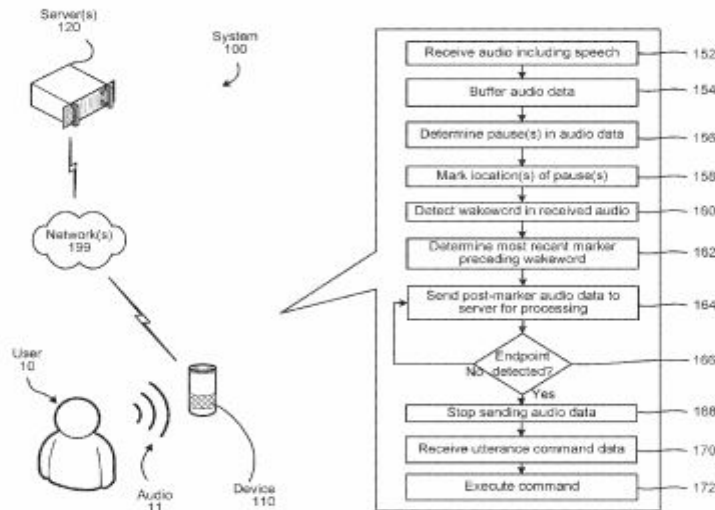 Server(s)
120
System
100
Network(s)
199
User
10
Audio
11
Device
110
Receive audio including speech
152
Buffer audio data
154
Determine pause(s) in audio data
156
Mark location(s) of pause(s)
158
Detect wakeword in received audio
160
Determine most recent marker
preceding wakeword
162
Send post-marker audio data to
server for processing
164
Endpoint
detected?
No
166
Yes
Stop sending audio data
168
Receive utterance command data
170
Execute command
172